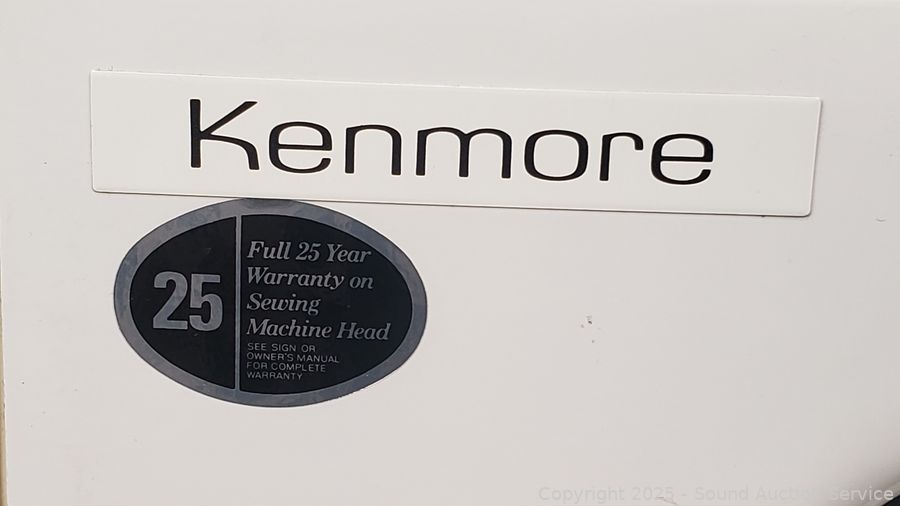 Kenmore
25
Full 25 Year
Warranty on
Sewing
Machine Head
SEE SIGN OR
OWNER'S MANUAL
FOR COMPLETE
WARRANTY
Copyright 2025 - Sound Auction Service